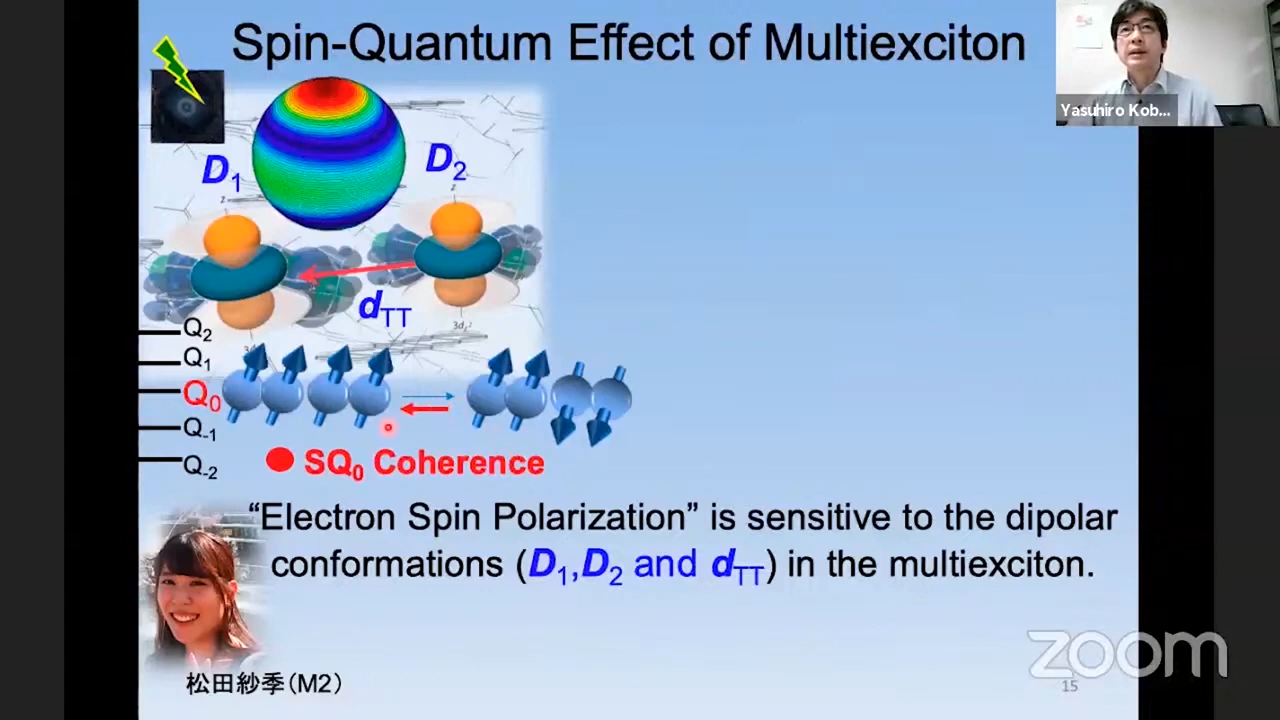 Spin-Quantum Effect of Multiexciton
Yasuhiro Kob...
D1
D2
z
z
dTT
3dz²
Q2
Q1
Q0
Q-1
Q-2
SQ0 Coherence
“Electron Spin Polarization” is sensitive to the dipolar
conformations (D1,D2 and dTT) in the multiexciton.
松田紗季(M2)
zoom
15